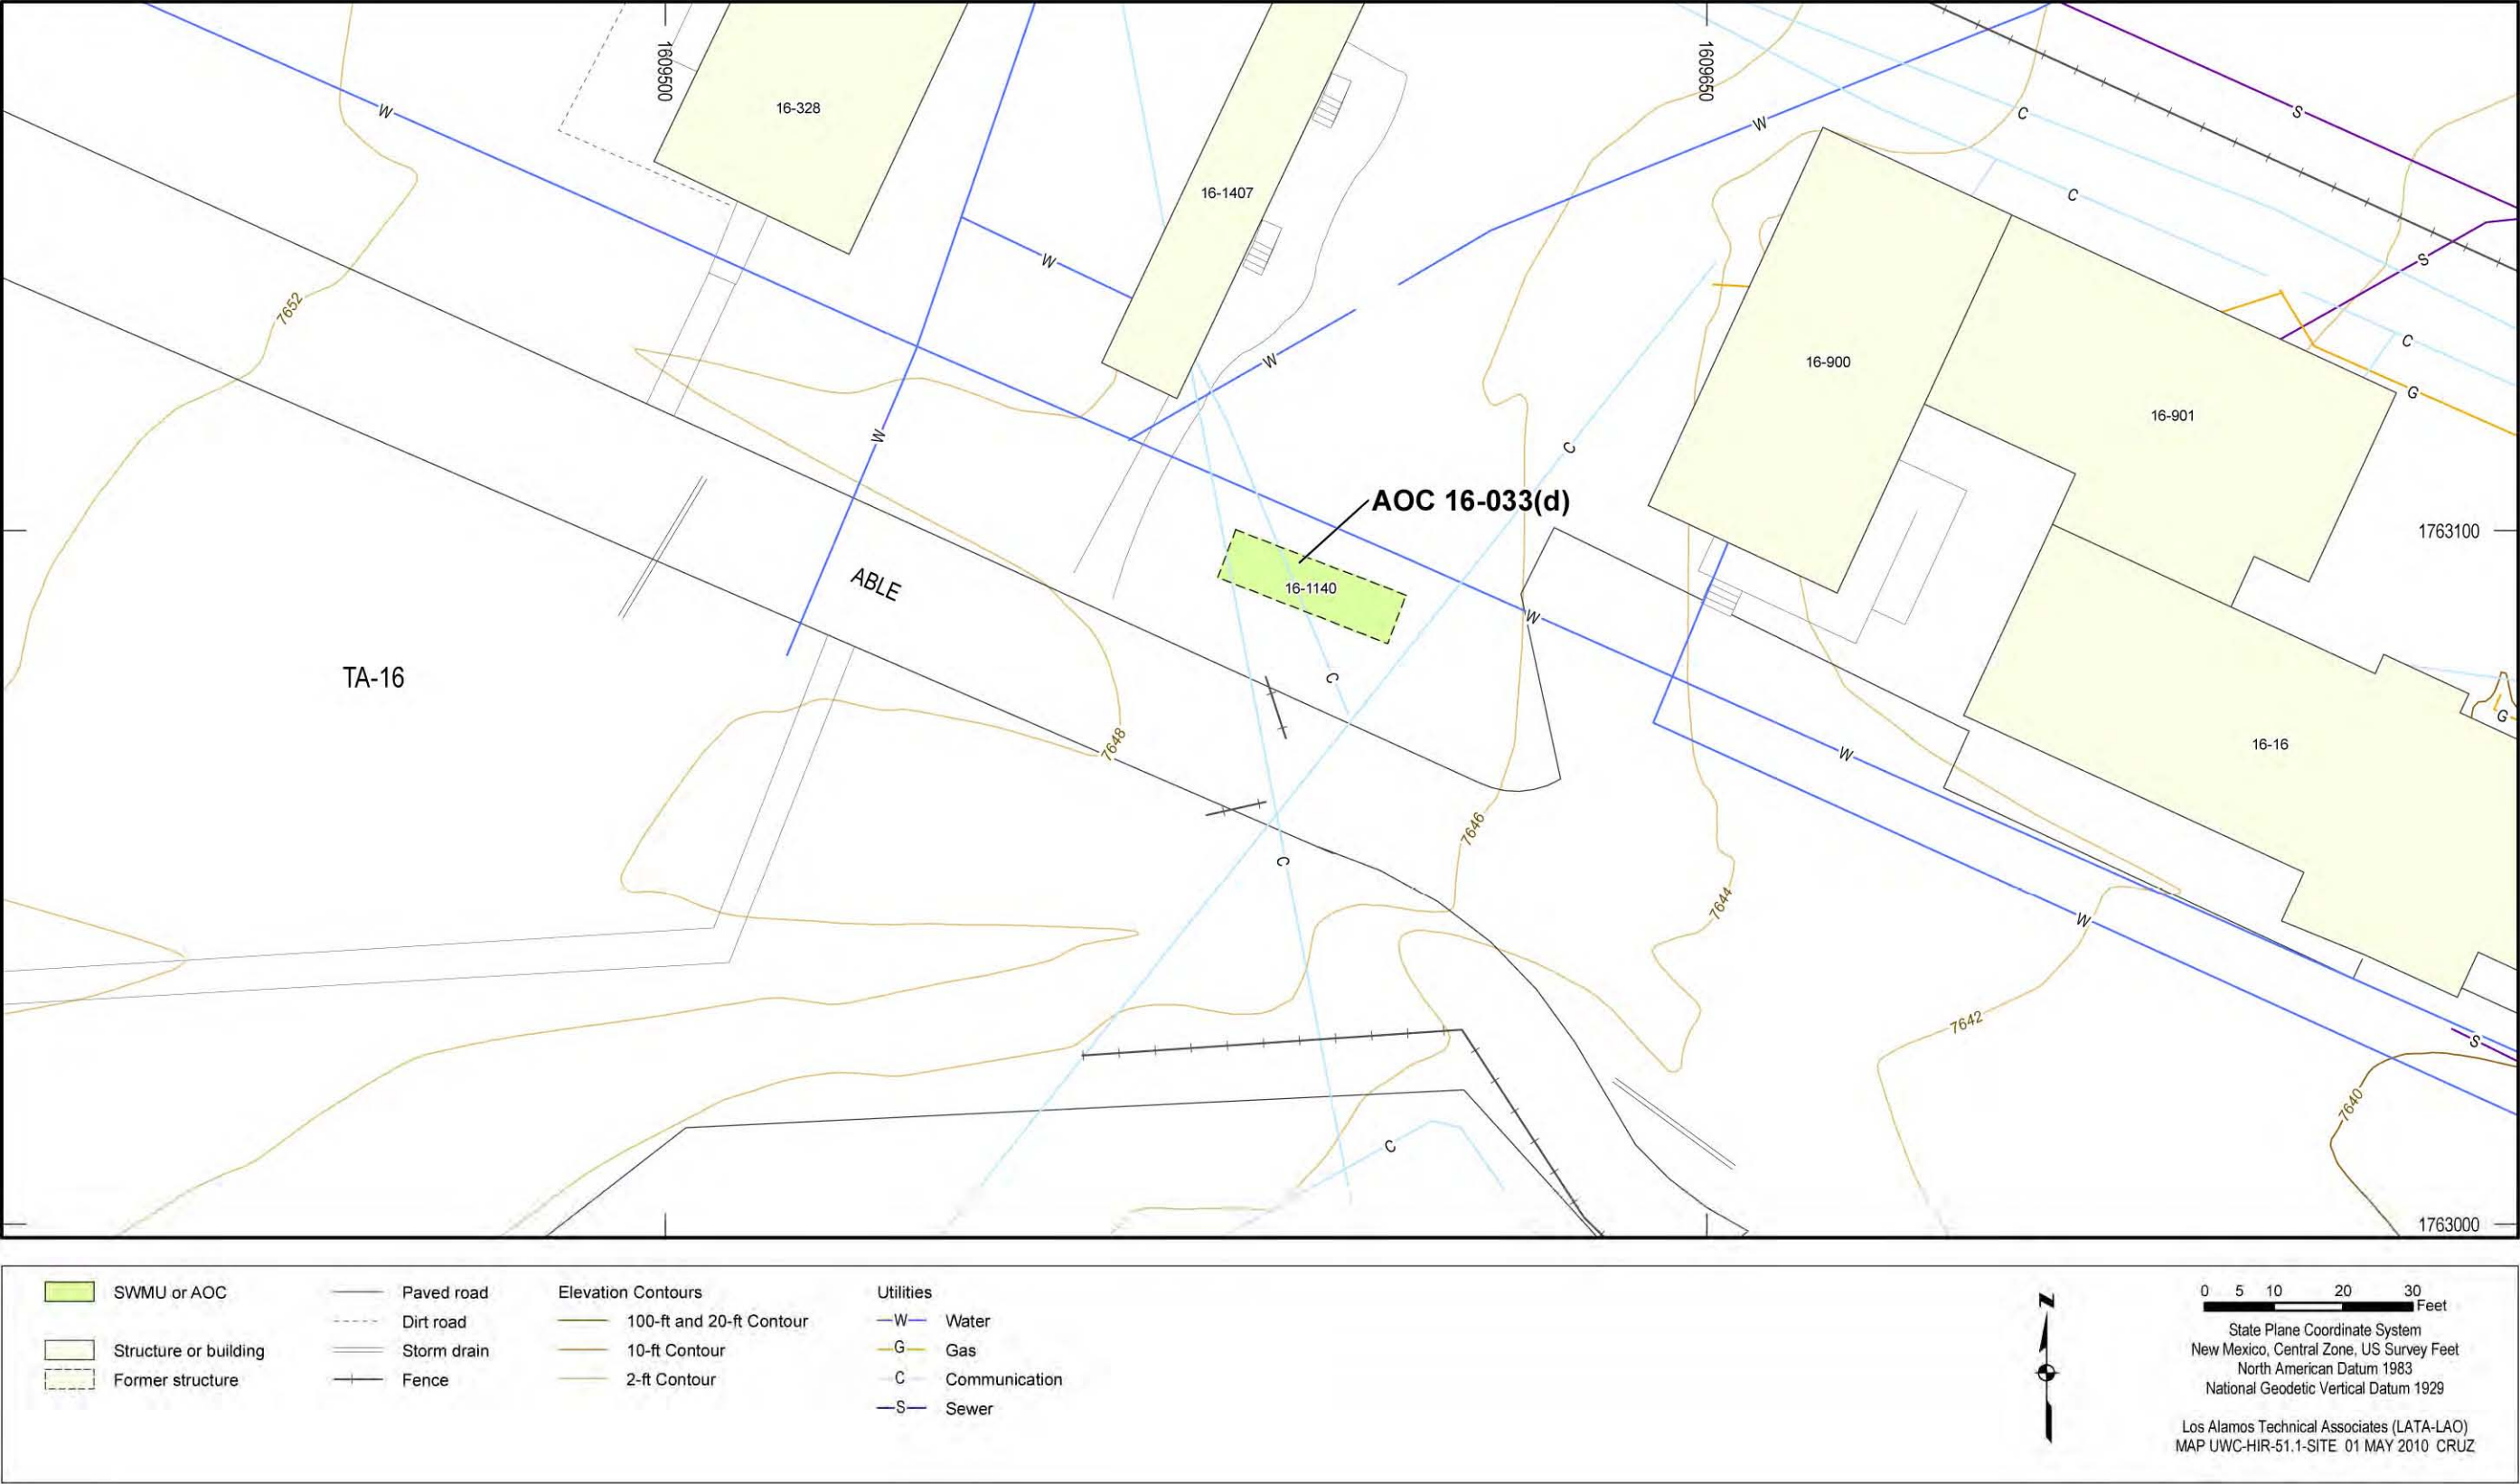 1609500
1609650
16-328
16-1407
W
W
W
W
W
W
W
W
C
C
C
C
C
C
C
S
S
G
16-900
16-901
7652
AOC 16-033(d)
1763100
16-1140
ABLE
TA-16
7648
7646
7644
7642
7640
16-16
G
S
C
1763000
SWMU or AOC
Structure or building
Former structure
Paved road
Dirt road
Storm drain
Fence
Elevation Contours
100-ft and 20-ft Contour
10-ft Contour
2-ft Contour
Utilities
W Water
G Gas
C Communication
S Sewer
N
0 5 10 20 30
Feet
State Plane Coordinate System
New Mexico, Central Zone, US Survey Feet
North American Datum 1983
National Geodetic Vertical Datum 1929
Los Alamos Technical Associates (LATA-LAO)
MAP UWC-HIR-51.1-SITE 01 MAY 2010 CRUZ